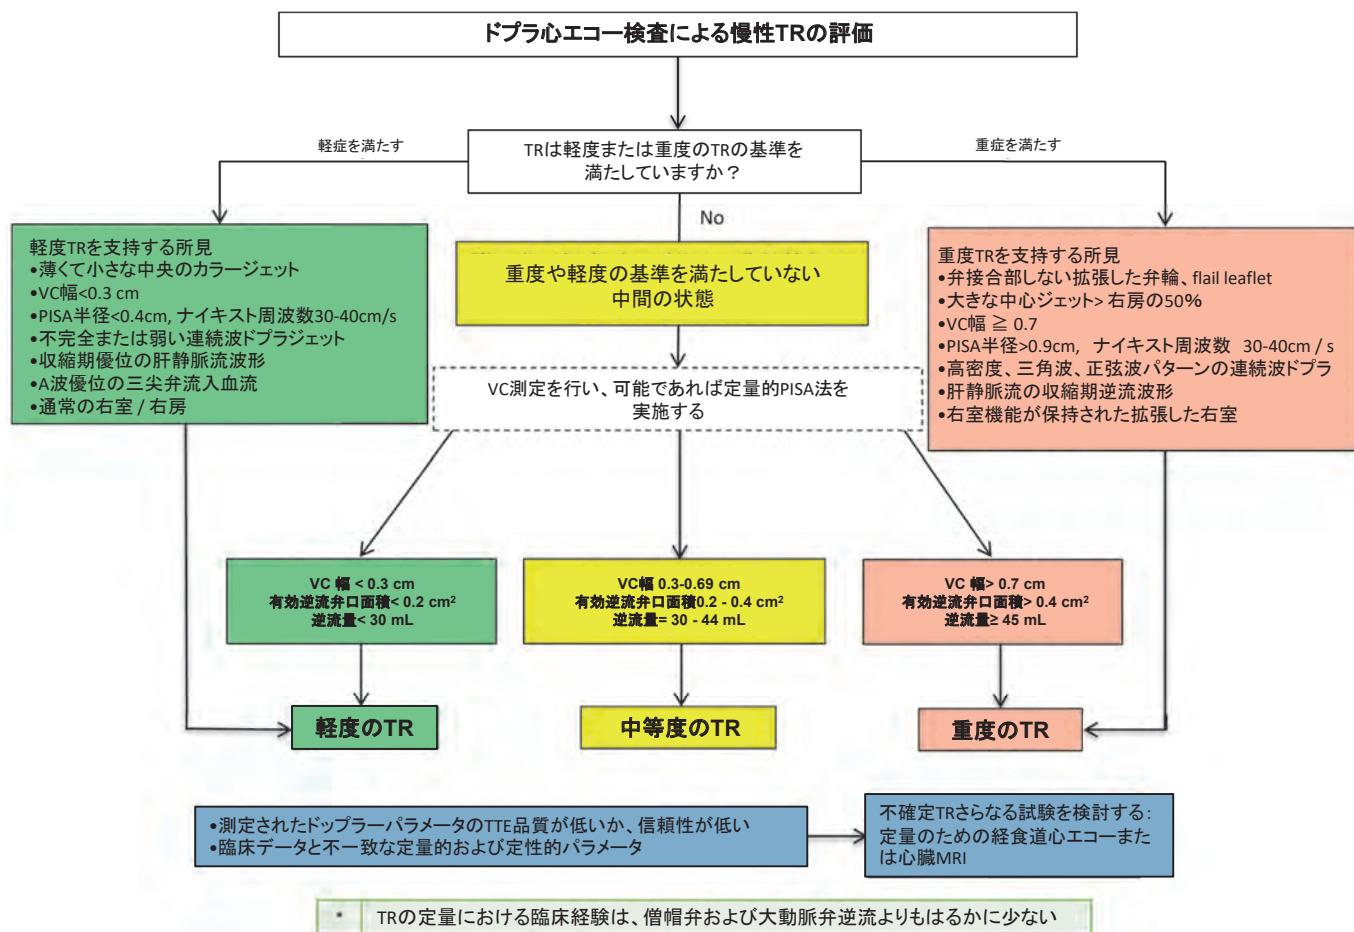 ドプラ心エコー検査による慢性TRの評価
軽症を満たす
TRは軽度または重度のTRの基準を
満たしていますか？
重症を満たす
No
軽度TRを支持する所見
•薄くて小さな中央のカラージェット
•VC幅<0.3 cm
•PISA半径<0.4cm, ナイキスト周波数30-40cm/s
•不完全または弱い連続波ドプラジェット
•収縮期優位の肝静脈流波形
•A波優位の三尖弁流入血流
•通常の右室 / 右房
重度や軽度の基準を満たしていない
中間の状態
重度TRを支持する所見
•弁接合部しない拡張した弁輪、flail leaflet
•大きな中心ジェット> 右房の50%
•VC幅 ≧ 0.7
•PISA半径>0.9cm, ナイキスト周波数 30-40cm / s
•高密度、三角波、正弦波パターンの連続波ドプラ
•肝静脈流の収縮期逆流波形
•右室機能が保持された拡張した右室
VC測定を行い、可能であれば定量的PISA法を
実施する
VC 幅 < 0.3 cm
有効逆流弁口面積< 0.2 cm²
逆流量< 30 mL
VC幅 0.3-0.69 cm
有効逆流弁口面積0.2 - 0.4 cm²
逆流量= 30 - 44 mL
VC 幅> 0.7 cm
有効逆流弁口面積> 0.4 cm²
逆流量≥ 45 mL
軽度のTR
中等度のTR
重度のTR
•測定されたドップラーパラメータのTTE品質が低いか、信頼性が低い
•臨床データと不一致な定量的および定性的パラメータ
不確定TRさらなる試験を検討する:
定量のための経食道心エコーまた
は心臓MRI
• TRの定量における臨床経験は、僧帽弁および大動脈弁逆流よりもはるかに少ない